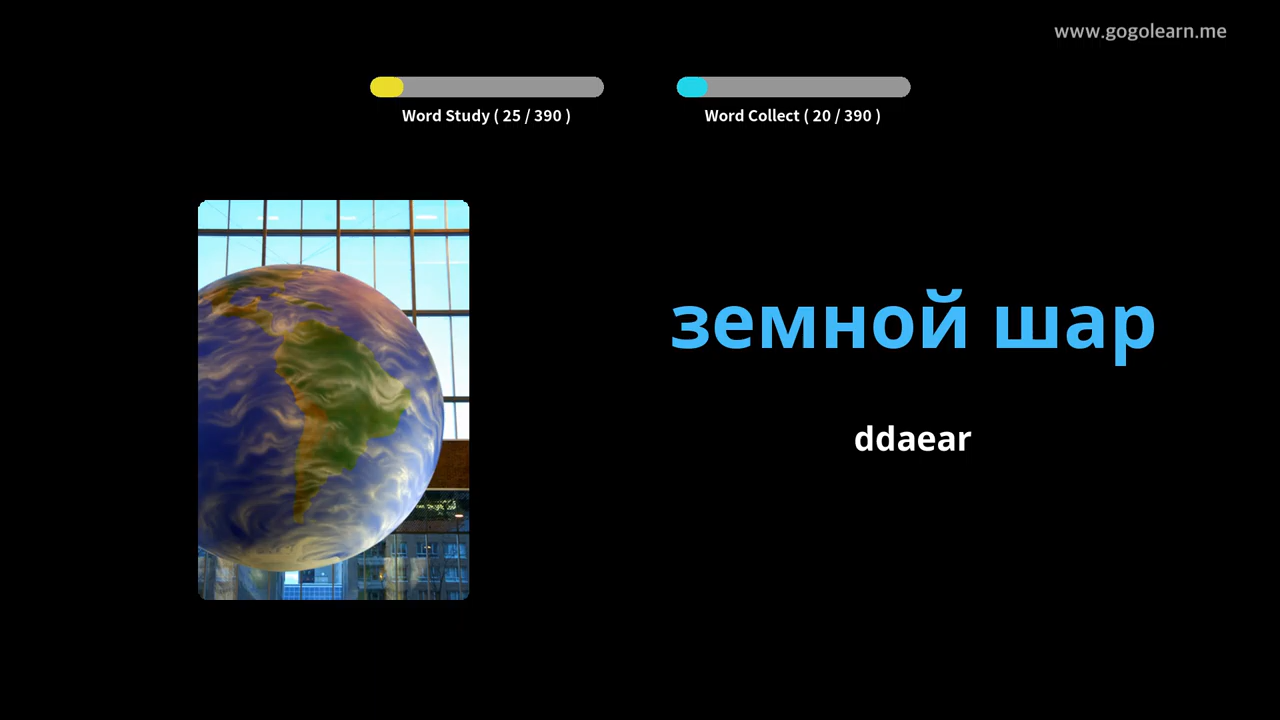 www.gogolearn.me
Word Study ( 25 / 390 )
Word Collect ( 20 / 390 )
земной шар
ddaear